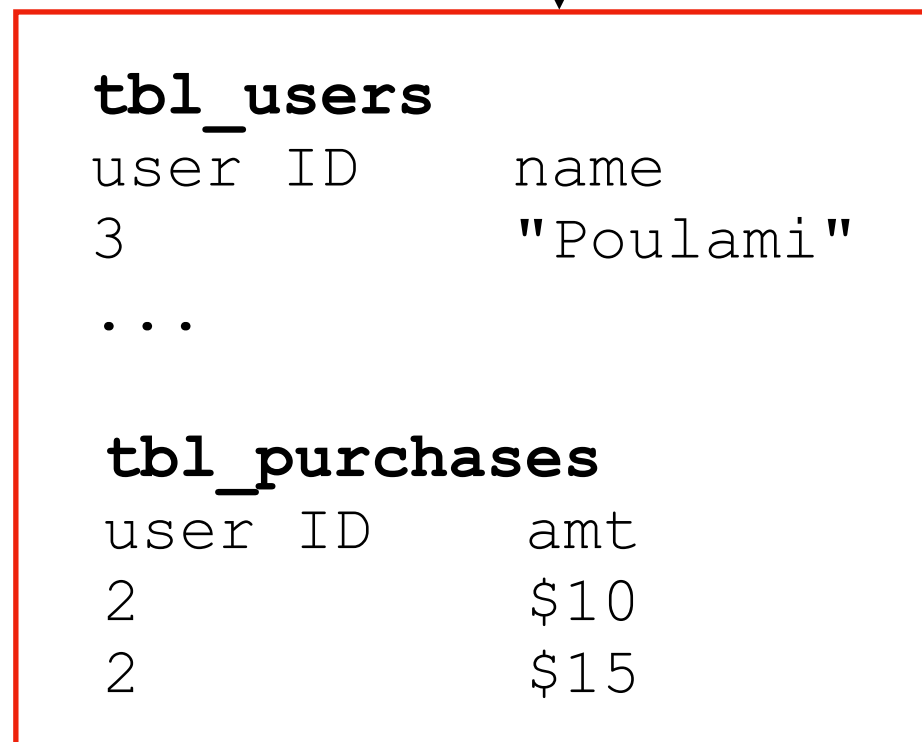 tbl_users
user ID name
3 "Poulami"
...
tbl_purchases
user ID amt
2 $10
2 $15